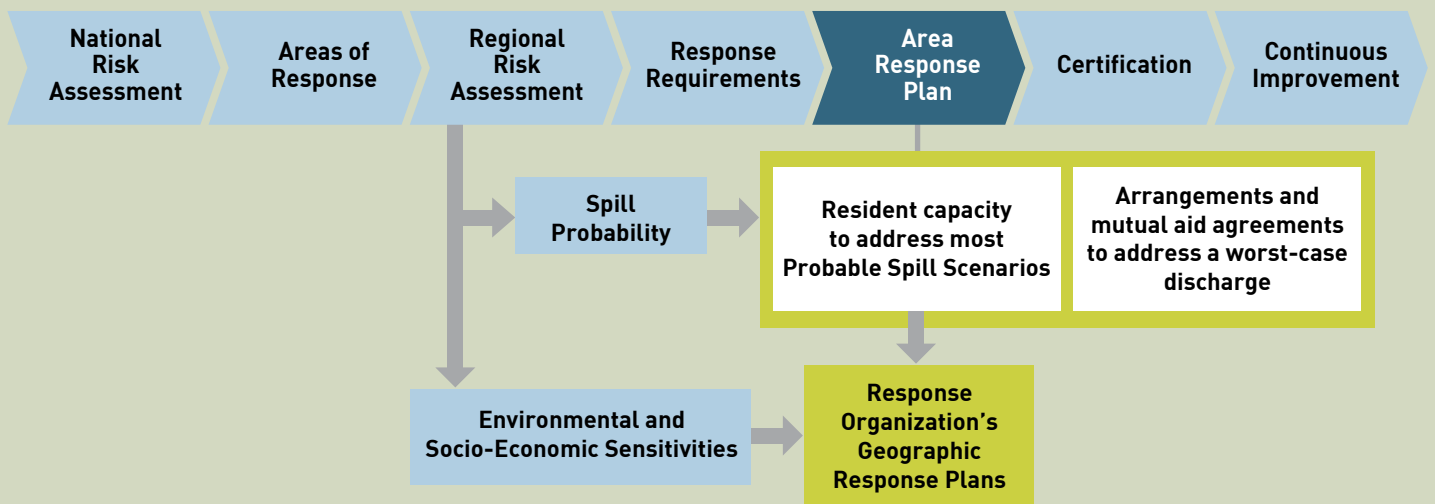 National
Risk
Assessment
Areas of
Response
Regional
Risk
Assessment
Response
Requirements
Area
Response
Plan
Certification
Continuous
Improvement
Spill
Probability
Resident capacity
to address most
Probable Spill Scenarios
Arrangements and
mutual aid agreements
to address a worst-case
discharge
Environmental and
Socio-Economic Sensitivities
Response
Organization’s
Geographic
Response Plans